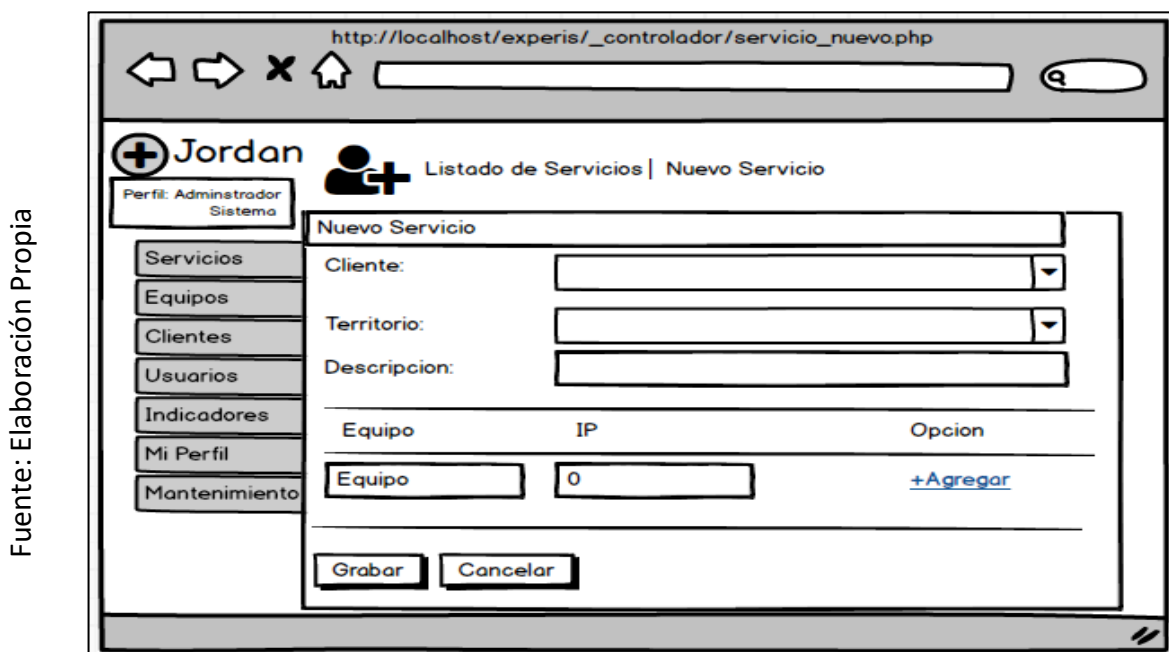 http://localhost/experis/_controlador/servicio_nuevo.php
Jordan
Perfil: Adminstrador
Sistema
Listado de Servicios| Nuevo Servicio
Servicios
Equipos
Clientes
Usuarios
Indicadores
Mi Perfil
Mantenimiento
Nuevo Servicio
Cliente:
Territorio:
Descripcion:
Equipo IP Opcion
Equipo 0 +Agregar
Grabar Cancelar
Fuente: Elaboración Propia